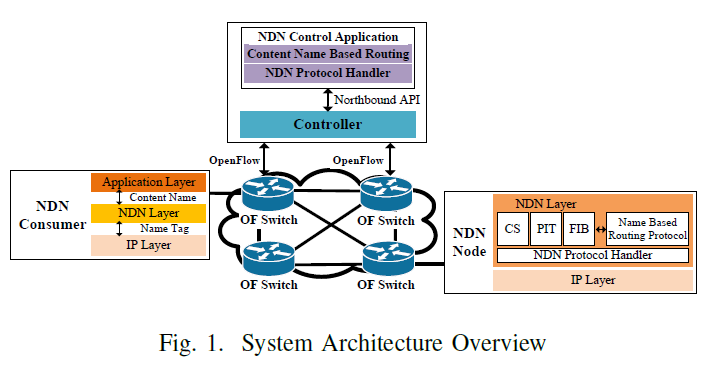 NDN Control Application
Content Name Based Routing
NDN Protocol Handler
Northbound API
Controller
OpenFlow
OpenFlow
NDN
Consumer
Application Layer
Content Name
NDN Layer
Name Tag
IP Layer
OF Switch
OF Switch
OF Switch
OF Switch
NDN
Node
NDN Layer
CS
PIT
FIB
Name Based
Routing Protocol
NDN Protocol Handler
IP Layer
Fig. 1. System Architecture Overview